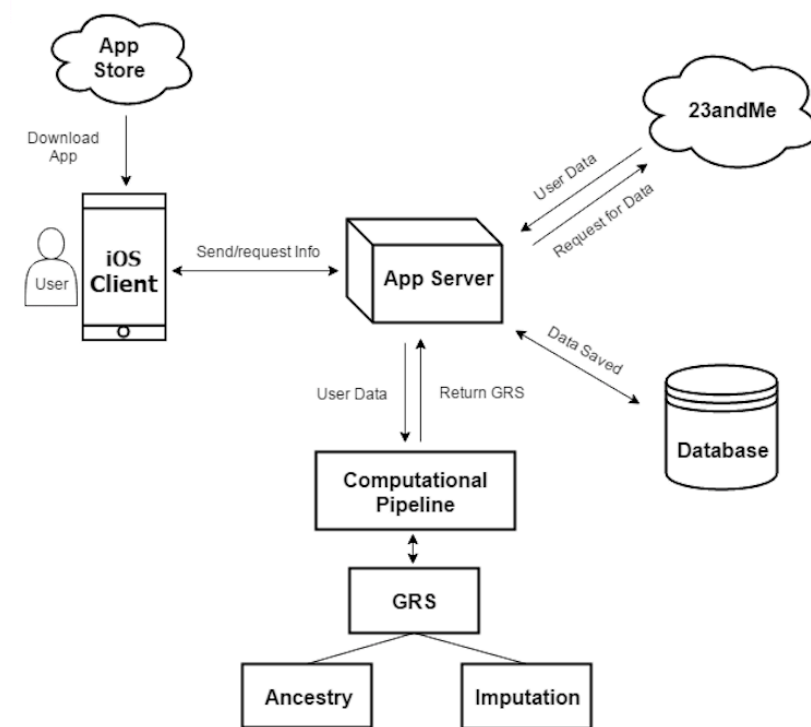 App
Store
Download
App
User
iOS
Client
Send/request Info
App Server
23andMe
User Data
Request for Data
Data Saved
Database
User Data
Return GRS
Computational
Pipeline
GRS
Ancestry
Imputation